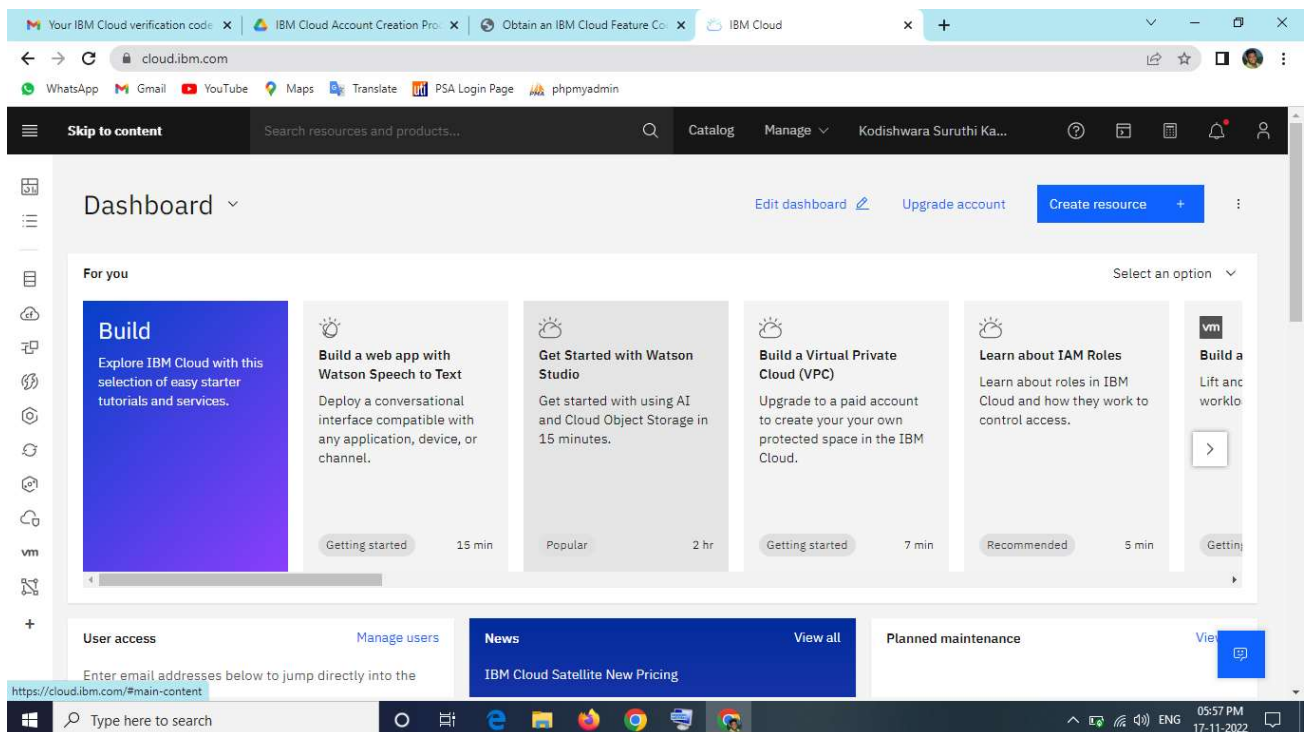 Your IBM Cloud verification code
IBM Cloud Account Creation Pro
Obtain an IBM Cloud Feature Co
IBM Cloud
cloud.ibm.com
WhatsApp
Gmail
YouTube
Maps
Translate
PSA Login Page
phpmyadmin
Skip to content
Search resources and products...
Catalog
Manage
Kodishwara Suruthi Ka...
Dashboard
Edit dashboard
Upgrade account
Create resource +
For you
Select an option
Build
Explore IBM Cloud with this
selection of easy starter
tutorials and services.
Build a web app with
Watson Speech to Text
Deploy a conversational
interface compatible with
any application, device, or
channel.
Getting started
15 min
Get Started with Watson
Studio
Get started with using AI
and Cloud Object Storage in
15 minutes.
Popular
2 hr
Build a Virtual Private
Cloud (VPC)
Upgrade to a paid account
to create your your own
protected space in the IBM
Cloud.
Getting started
7 min
Learn about IAM Roles
Learn about roles in IBM
Cloud and how they work to
control access.
Recommended
5 min
vm
Build a
Lift and
worklo
Getting
vm
User access
Manage users
Enter email addresses below to jump directly into the
News
View all
IBM Cloud Satellite New Pricing
Planned maintenance
Vie
https://cloud.ibm.com/#main-content
Type here to search
ENG
05:57 PM
17-11-2022